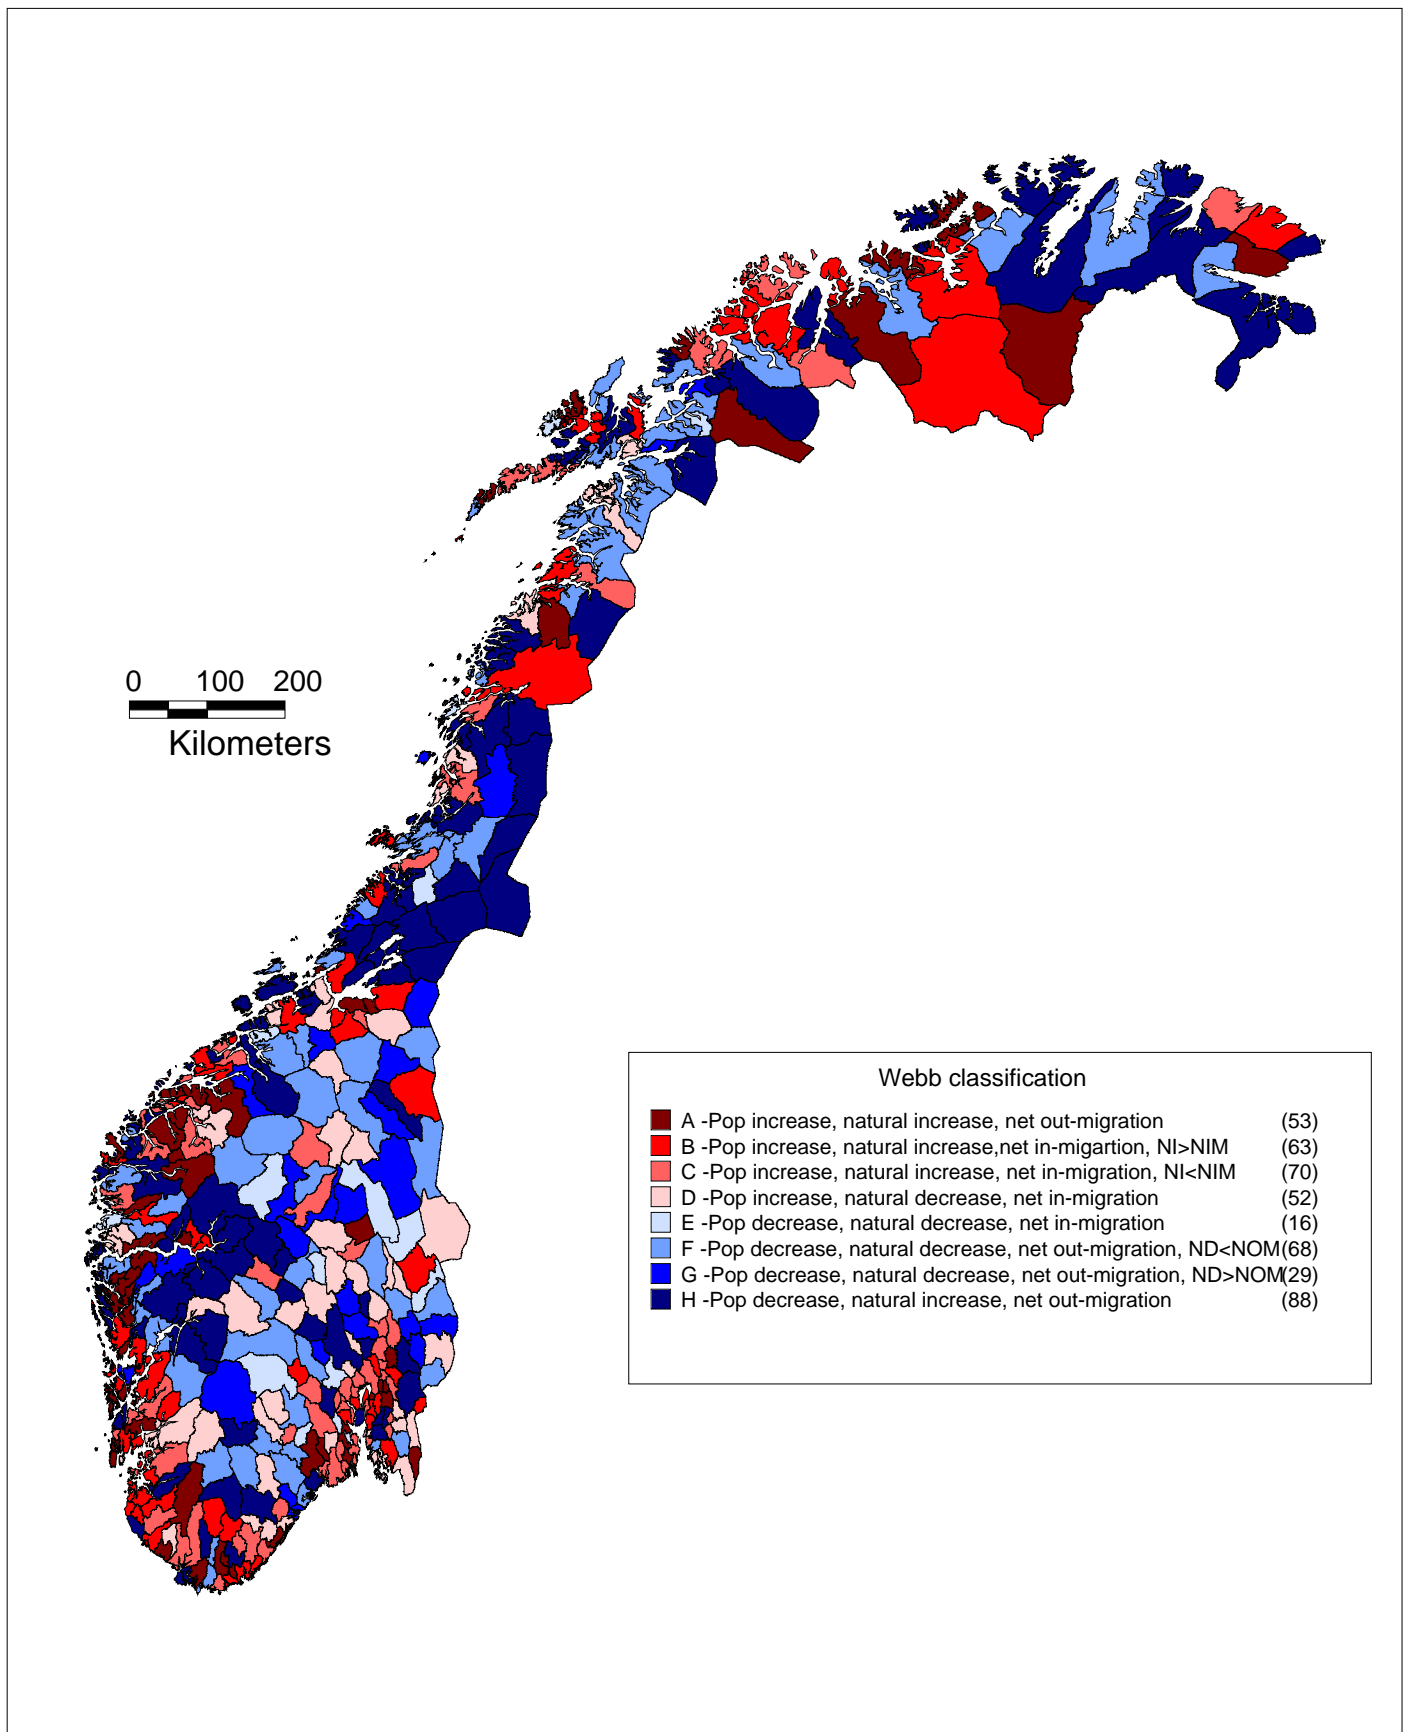 0 100 200
Kilometers
Webb classification
A -Pop increase, natural increase, net out-migration (53)
B -Pop increase, natural increase,net in-migartion, NI>NIM (63)
C -Pop increase, natural increase, net in-migration, NI<NIM (70)
D -Pop increase, natural decrease, net in-migration (52)
E -Pop decrease, natural decrease, net in-migration (16)
F -Pop decrease, natural decrease, net out-migration, ND<NOM(68)
G -Pop decrease, natural decrease, net out-migration, ND>NOM(29)
H -Pop decrease, natural increase, net out-migration (88)